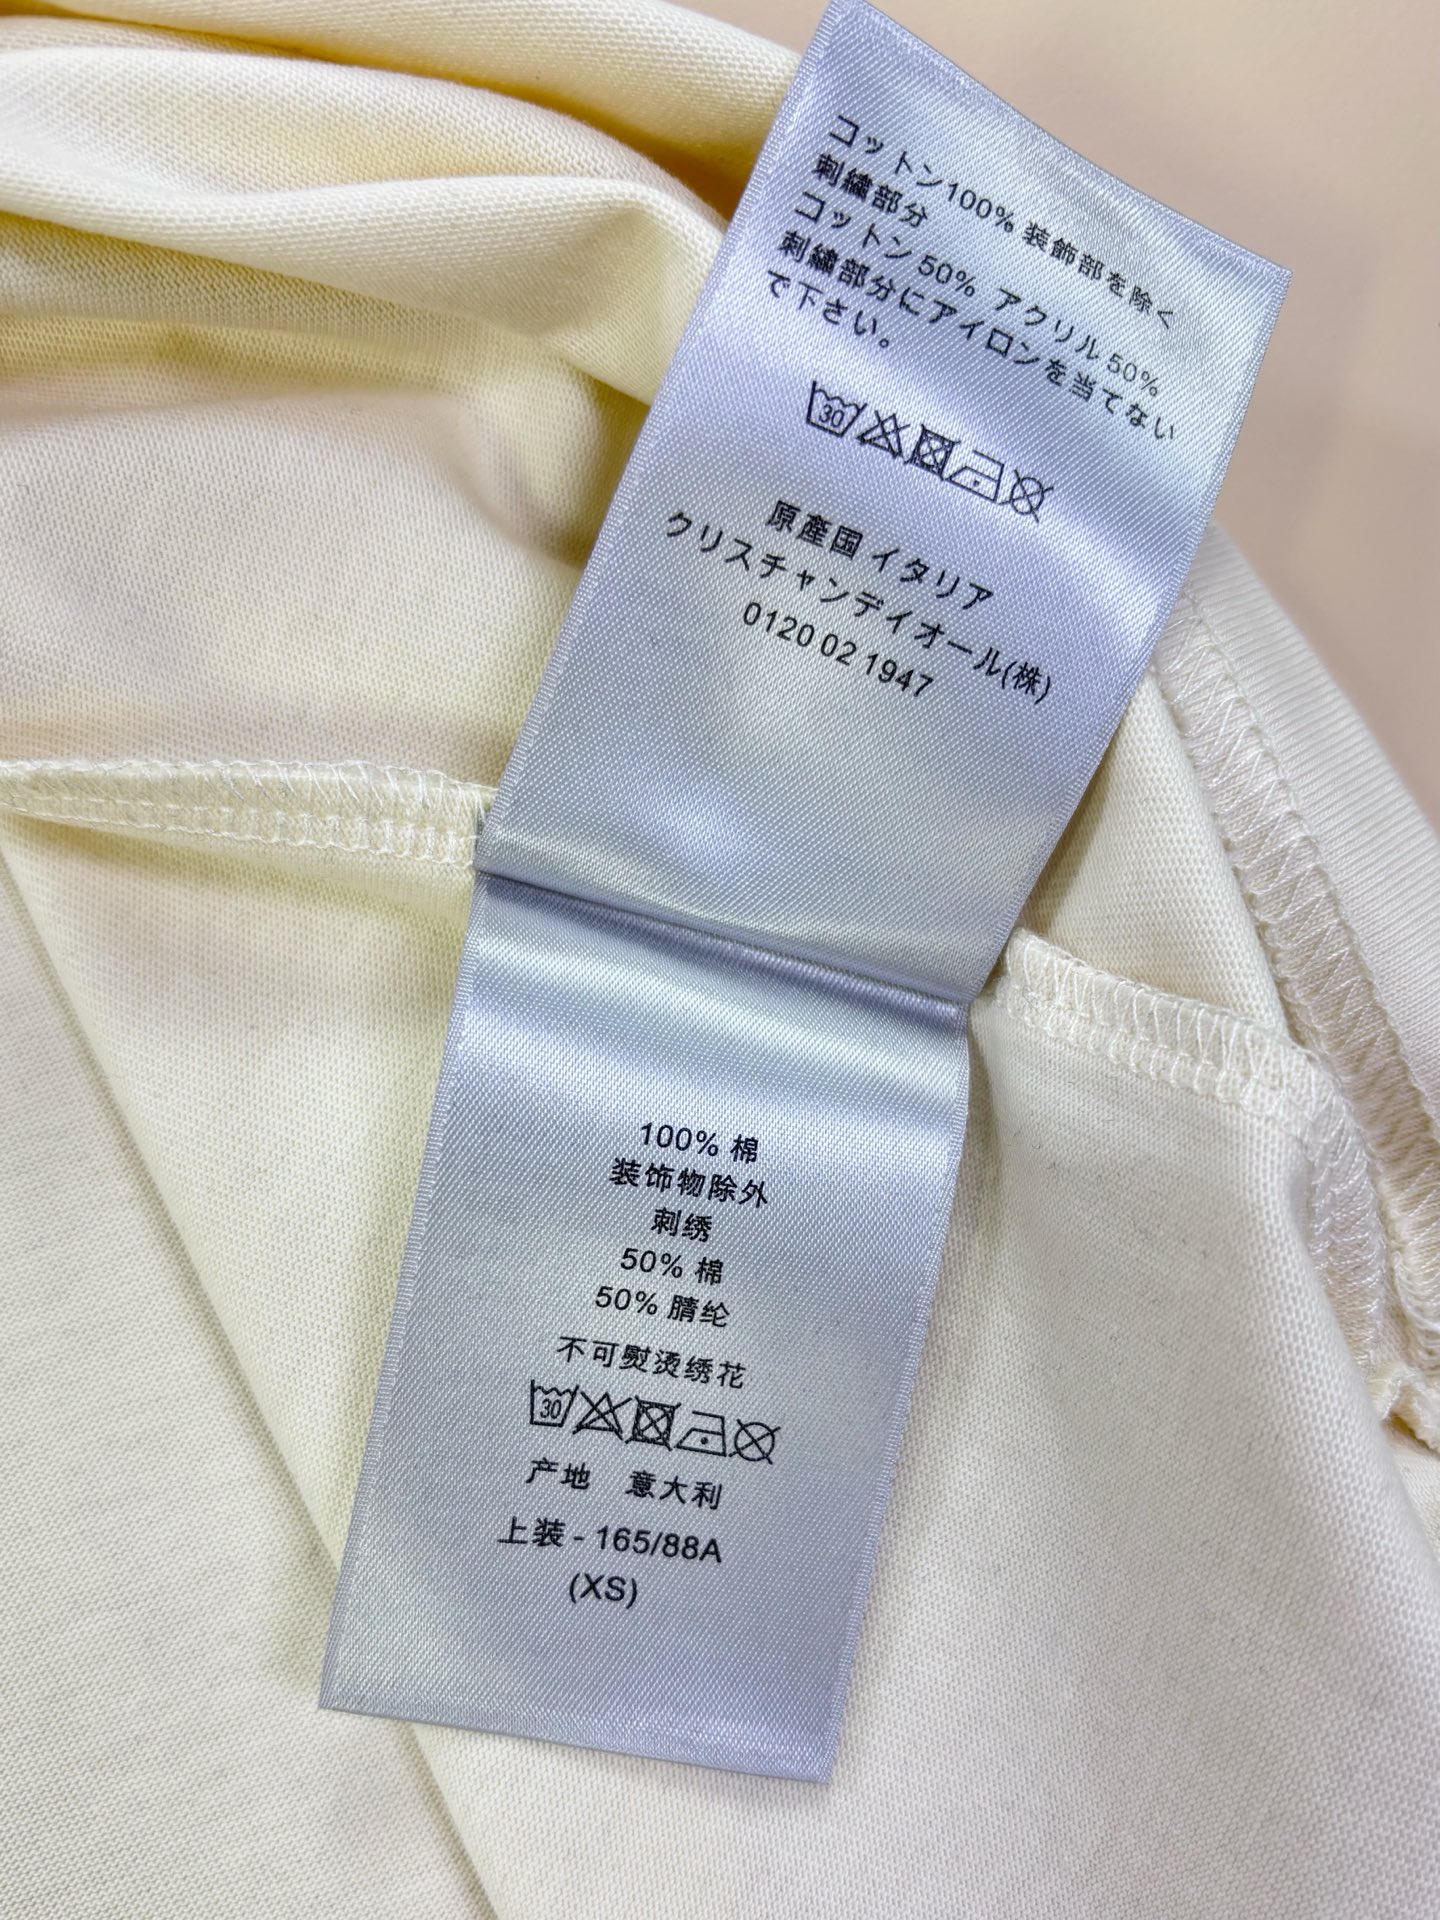 コットン100% 装飾部を除く
刺繍部分
コットン50% アクリル50%
刺繍部分にアイロンを当てない
で下さい。
30
原産国 イタリア
クリスチャンディオール(株)
0120 02 1947
100% 棉
装饰物除外
刺绣
50% 棉
50% 腈纶
不可熨烫绣花
30
产地 意大利
上装 - 165/88A
(XS)